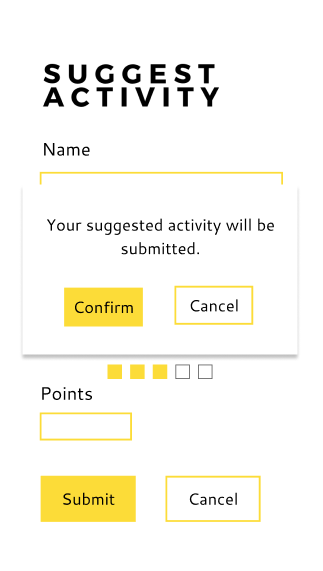 SUGGEST
ACTIVITY
Name
Your suggested activity will be
submitted.
Confirm
Cancel
Points
Submit
Cancel